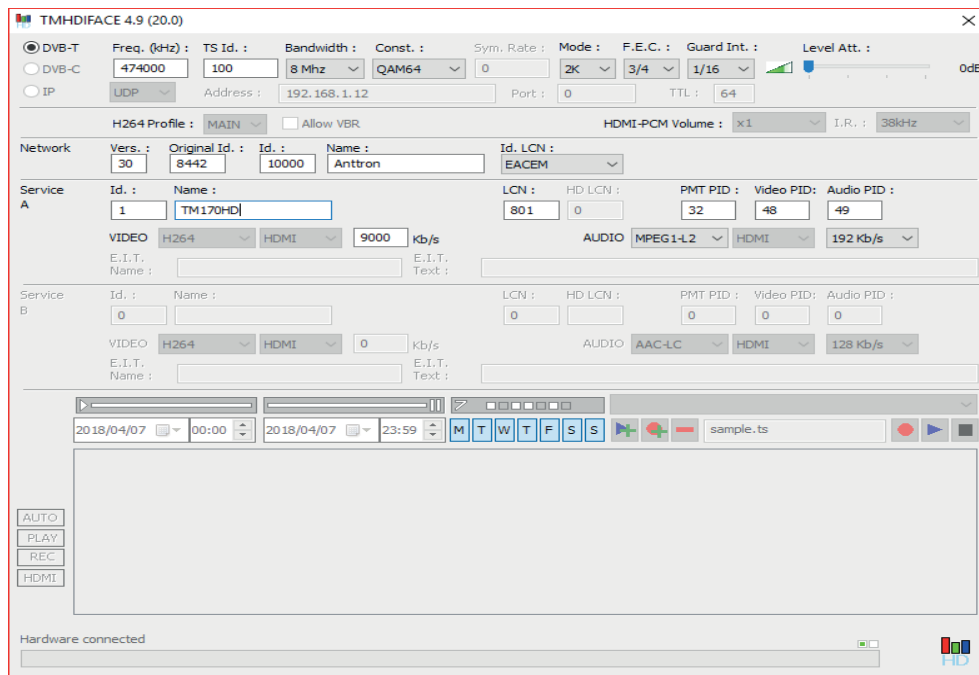 TMHDIFACE 4.9 (20.0)
DVB-T Freq. (kHz) : TS Id. : Bandwidth : Const. : Sym. Rate : Mode : F.E.C. : Guard Int. : Level Att. :
DVB-C 474000 100 8 Mhz QAM64 0 2K 3/4 1/16 0dB
IP UDP Address : 192.168.1.12 Port : 0 TTL : 64
H264 Profile : MAIN Allow VBR HDMI-PCM Volume : x1 I.R. : 38kHz
Network Vers. : Original Id. : Id. : Name : Id. LCN :
30 8442 10000 Anttron EACEM
Service Id. : Name : LCN : HD LCN : PMT PID : Video PID: Audio PID :
A 1 TM170HD 801 0 32 48 49
VIDEO H264 HDMI 9000 Kb/s AUDIO MPEG1-L2 HDMI 192 Kb/s
E.I.T. E.I.T.
Name : Text :
Service Id. : Name : LCN : HD LCN : PMT PID : Video PID: Audio PID :
B 0 0 0 0 0
VIDEO H264 HDMI 0 Kb/s AUDIO AAC-LC HDMI 128 Kb/s
E.I.T. E.I.T.
Name : Text :
2018/04/07 00:00 2018/04/07 23:59 M T W T F S S sample.ts
AUTO
PLAY
REC
HDMI
Hardware connected
HD